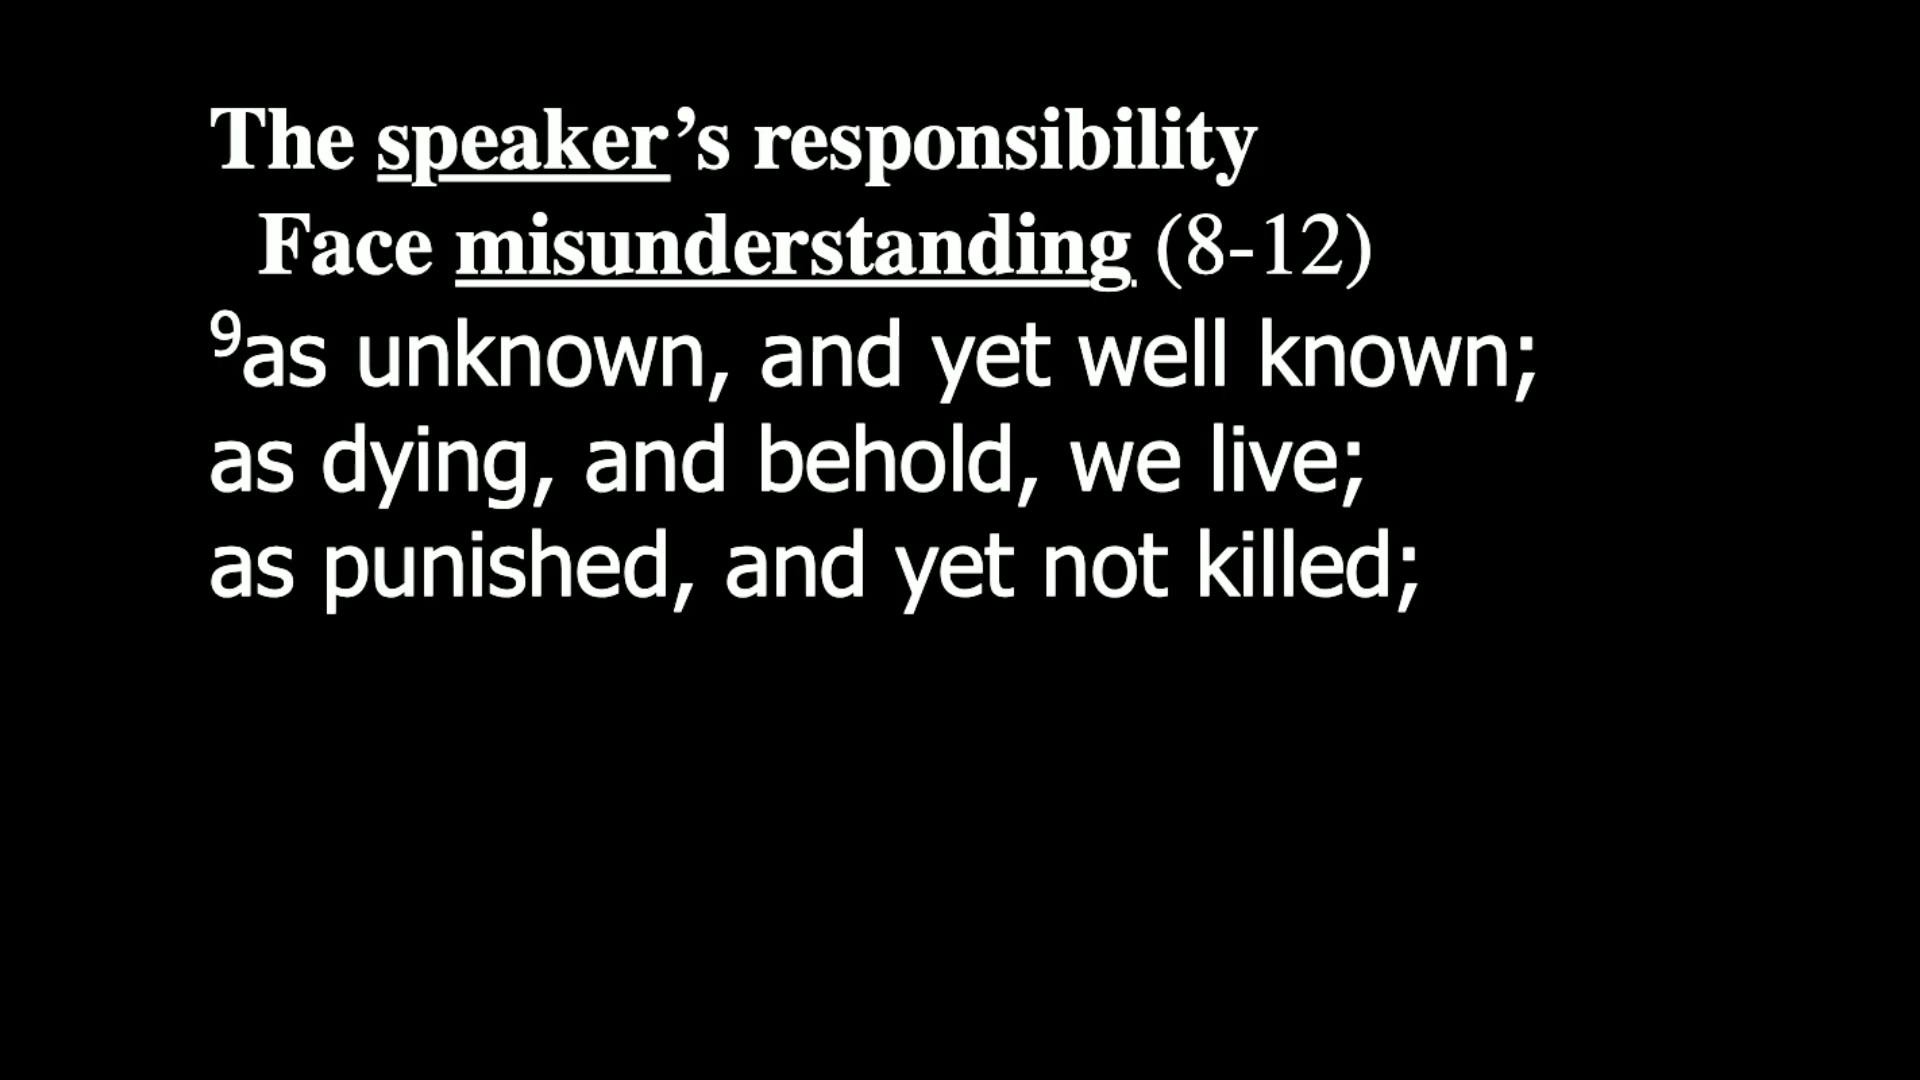 The speaker’s responsibility
Face misunderstanding (8-12)
⁹as unknown, and yet well known;
as dying, and behold, we live;
as punished, and yet not killed;